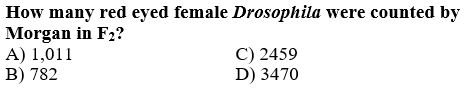 How many red eyed female Drosophila were counted by
Morgan in F₂?
A) 1,011 C) 2459
B) 782 D) 3470